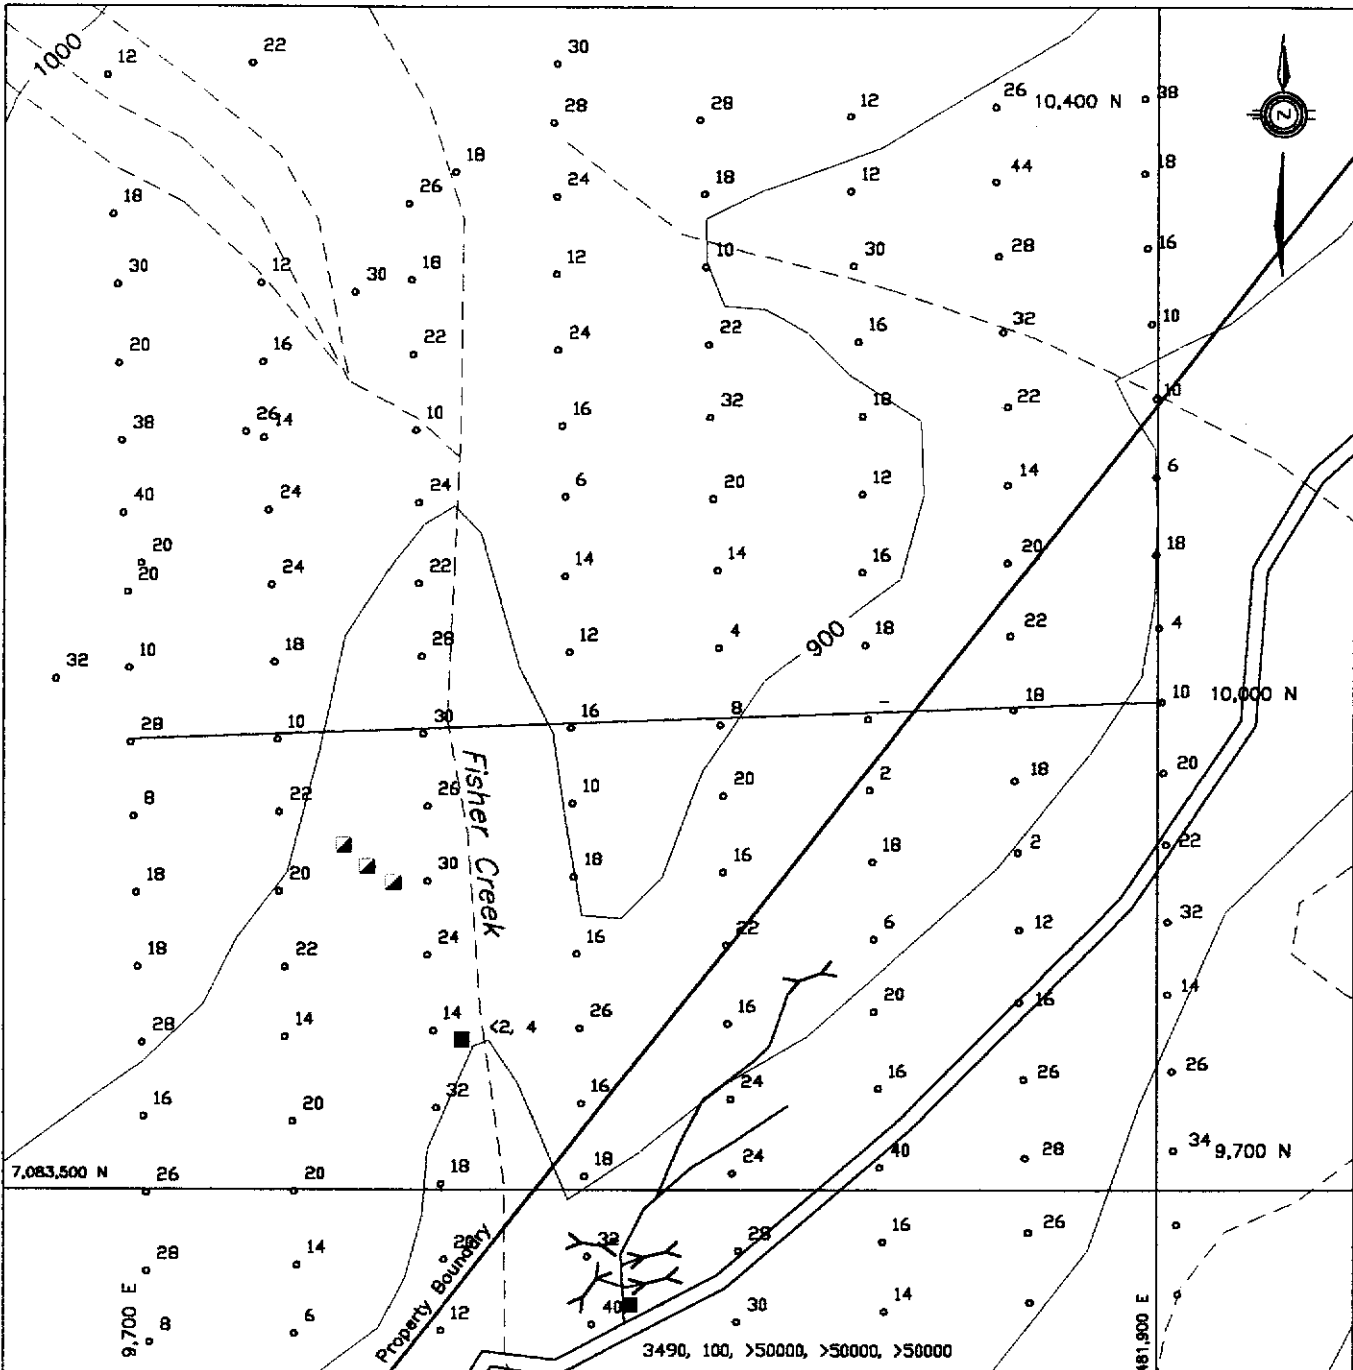 1000 12 22 30
28 28 12 26 10,400 N 38
18
18 26 24 18 12 44 18
30 12 30 18 12 10 30 28 16
20 16 22 24 22 16 32 10
38 26 14 10 16 32 18 22 10
40 24 24 6 20 12 14 6
20
20 24 22 14 14 16 20 18
32 10 18 28 12 4 900 18 22 4
28 10 30 16 8 - 18 10 10,000 N
Fisher Creek
8 22 26 10 20 2 18 20
18 20 30 18 16 18 2 22
18 22 24 16 22 6 12 32
28 14 14 <2, 4 26 16 20 16 14
16 20 32 16 24 16 26 26
7,083,500 N
26 20 18 18 24 40 28 34 9,700 N
28 14 20 32 28 16 26
Property Boundary
8 6 12 40 30 14
9,700 E
3490, 100, >50000, >50000, >50000
481,900 E
N